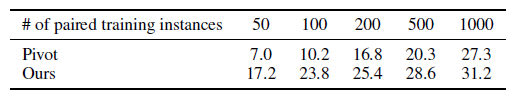 # of paired training instances 50 100 200 500 1000
Pivot 7.0 10.2 16.8 20.3 27.3
Ours 17.2 23.8 25.4 28.6 31.2